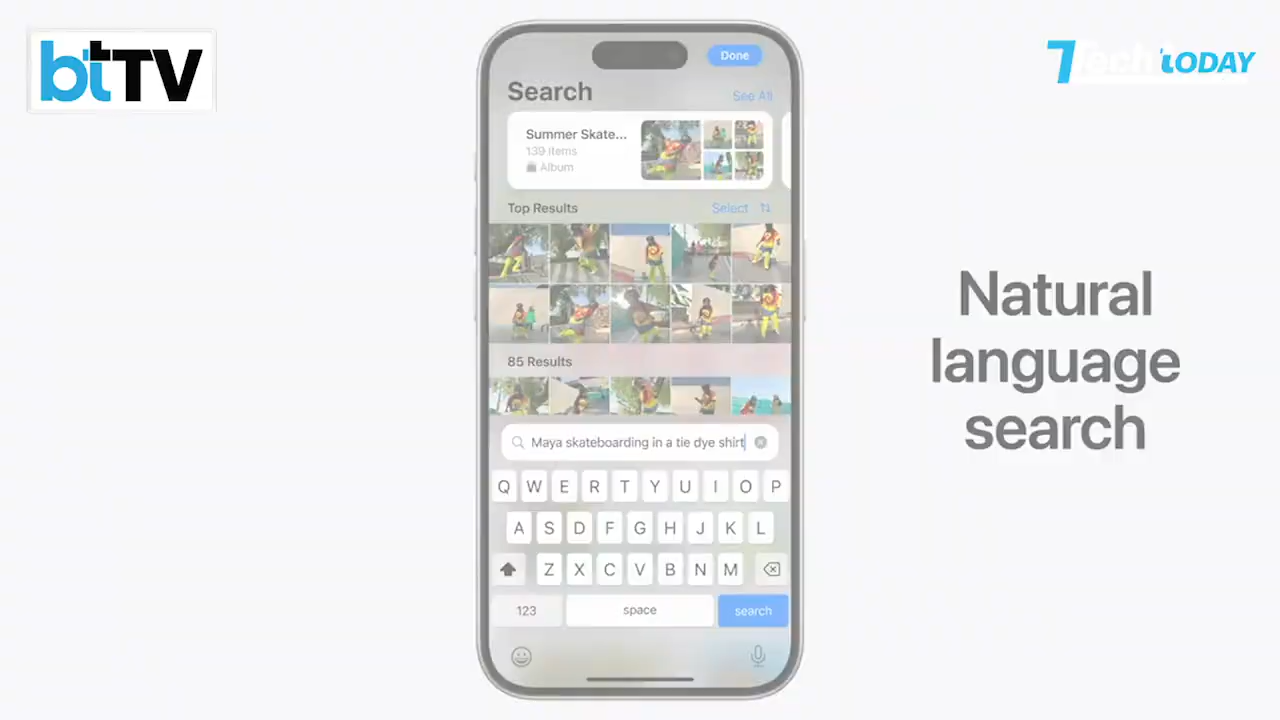 btTV
Tech TODAY
Done
Search
See All
Summer Skate...
139 items
Album
Top Results
Select
85 Results
Maya skateboarding in a tie dye shirt
Q W E R T Y U I O P
A S D F G H J K L
Z X C V B N M
123
space
search
Natural
language
search